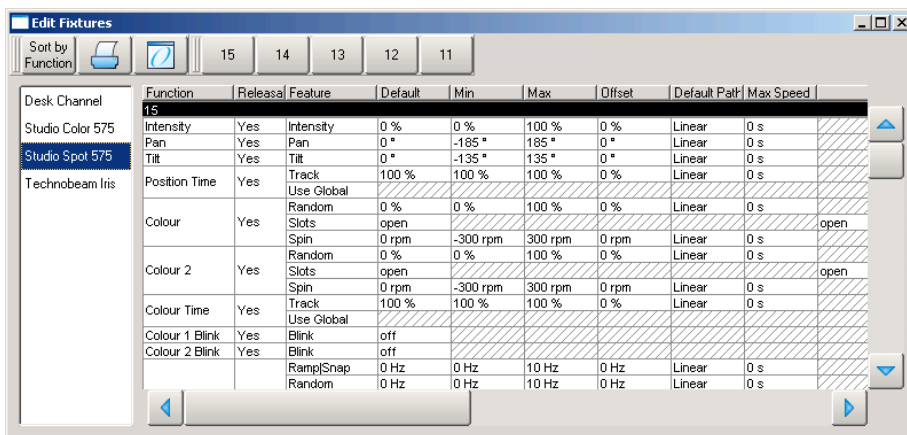 Edit Fixtures
Sort by
Function
15 14 13 12 11
Desk Channel
Studio Color 575
Studio Spot 575
Technobeam Iris
Function Releasa Feature Default Min Max Offset Default Path Max Speed
15
Intensity Yes Intensity 0 % 0 % 100 % 0 % Linear 0 s
Pan Yes Pan 0 ° -185 ° 185 ° 0 ° Linear 0 s
Tilt Yes Tilt 0 ° -135 ° 135 ° 0 ° Linear 0 s
Position Time Yes Track 100 % 100 % 100 % 0 % Linear 0 s
Use Global
Colour Yes Random 0 % 0 % 100 % 0 % Linear 0 s
Slots open open
Spin 0 rpm -300 rpm 300 rpm 0 rpm Linear 0 s
Colour 2 Yes Random 0 % 0 % 100 % 0 % Linear 0 s
Slots open open
Spin 0 rpm -300 rpm 300 rpm 0 rpm Linear 0 s
Colour Time Yes Track 100 % 100 % 100 % 0 % Linear 0 s
Use Global
Colour 1 Blink Yes Blink off
Colour 2 Blink Yes Blink off
Ramp|Snap 0 Hz 0 Hz 10 Hz 0 Hz Linear 0 s
Random 0 Hz 0 Hz 10 Hz 0 Hz Linear 0 s